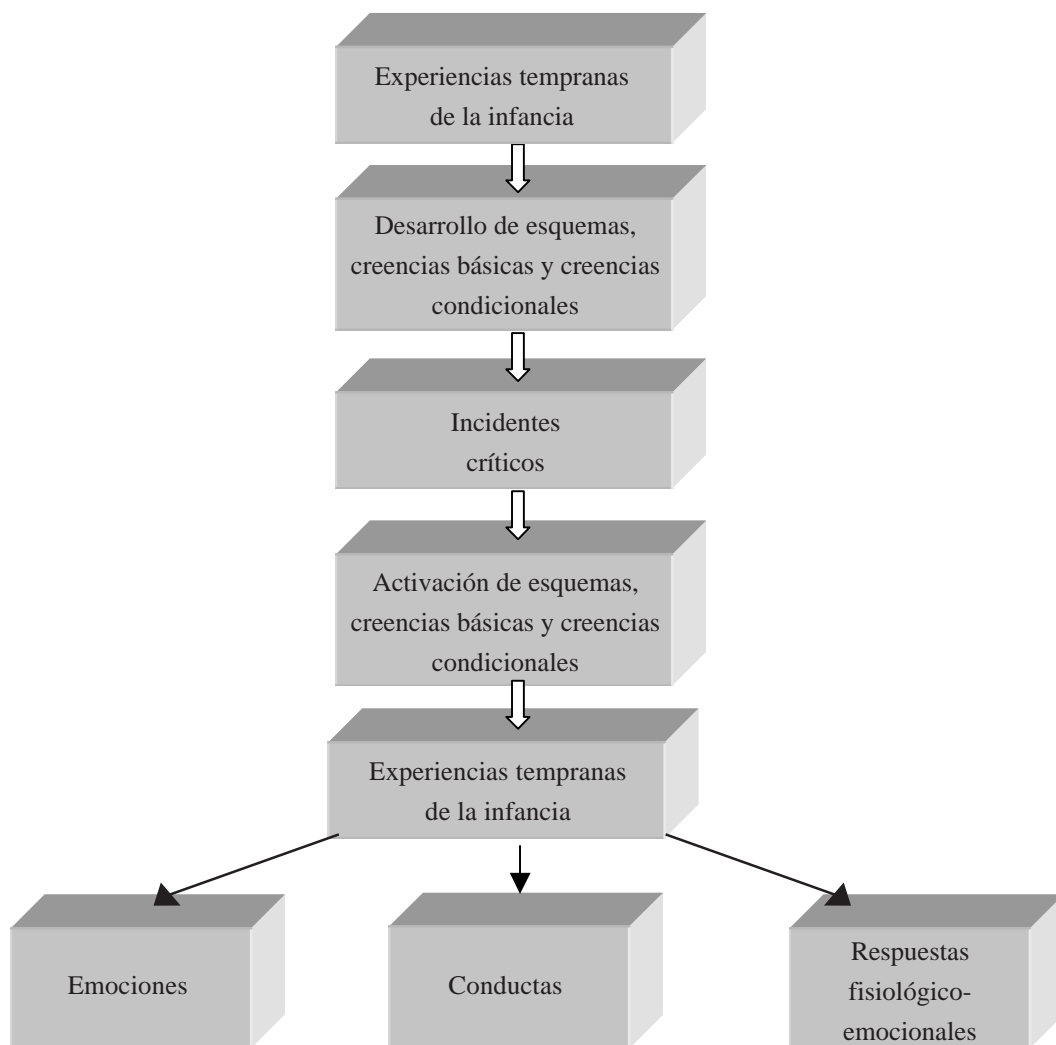 Experiencias tempranas
de la infancia
Desarrollo de esquemas,
creencias básicas y creencias
condicionales
Incidentes
críticos
Activación de esquemas,
creencias básicas y creencias
condicionales
Experiencias tempranas
de la infancia
Emociones
Conductas
Respuestas
fisiológico-
emocionales